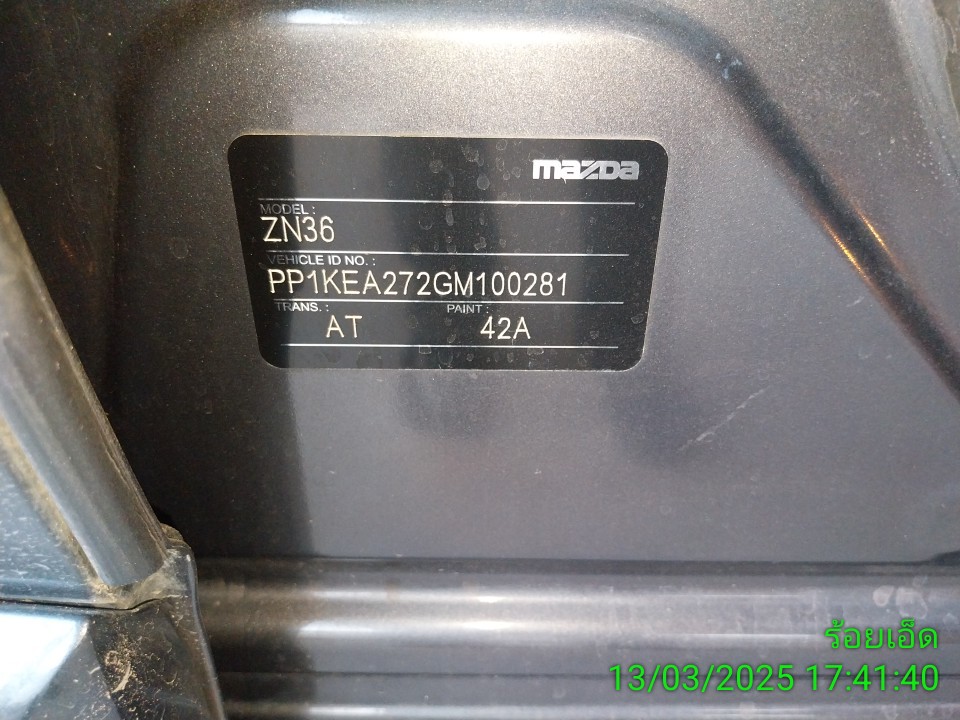 mazda
MODEL :
ZN36
VEHICLE ID NO. :
PP1KEA272GM100281
TRANS. : PAINT :
AT 42A
ร้อยเอ็ด
13/03/2025 17:41:40